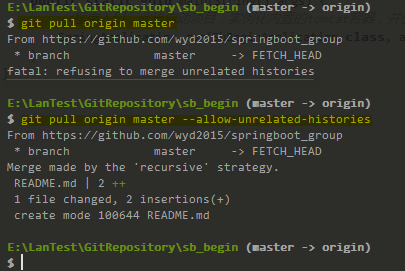 E:\LanTest\GitRepository\sb_begin (master -> origin)
$ git pull origin master
From https://github.com/wyd2015/springboot_group
* branch master -> FETCH_HEAD
fatal: refusing to merge unrelated histories
E:\LanTest\GitRepository\sb_begin (master -> origin)
$ git pull origin master --allow-unrelated-histories
From https://github.com/wyd2015/springboot_group
* branch master -> FETCH_HEAD
Merge made by the 'recursive' strategy.
README.md | 2 ++
1 file changed, 2 insertions(+)
create mode 100644 README.md
E:\LanTest\GitRepository\sb_begin (master -> origin)
$